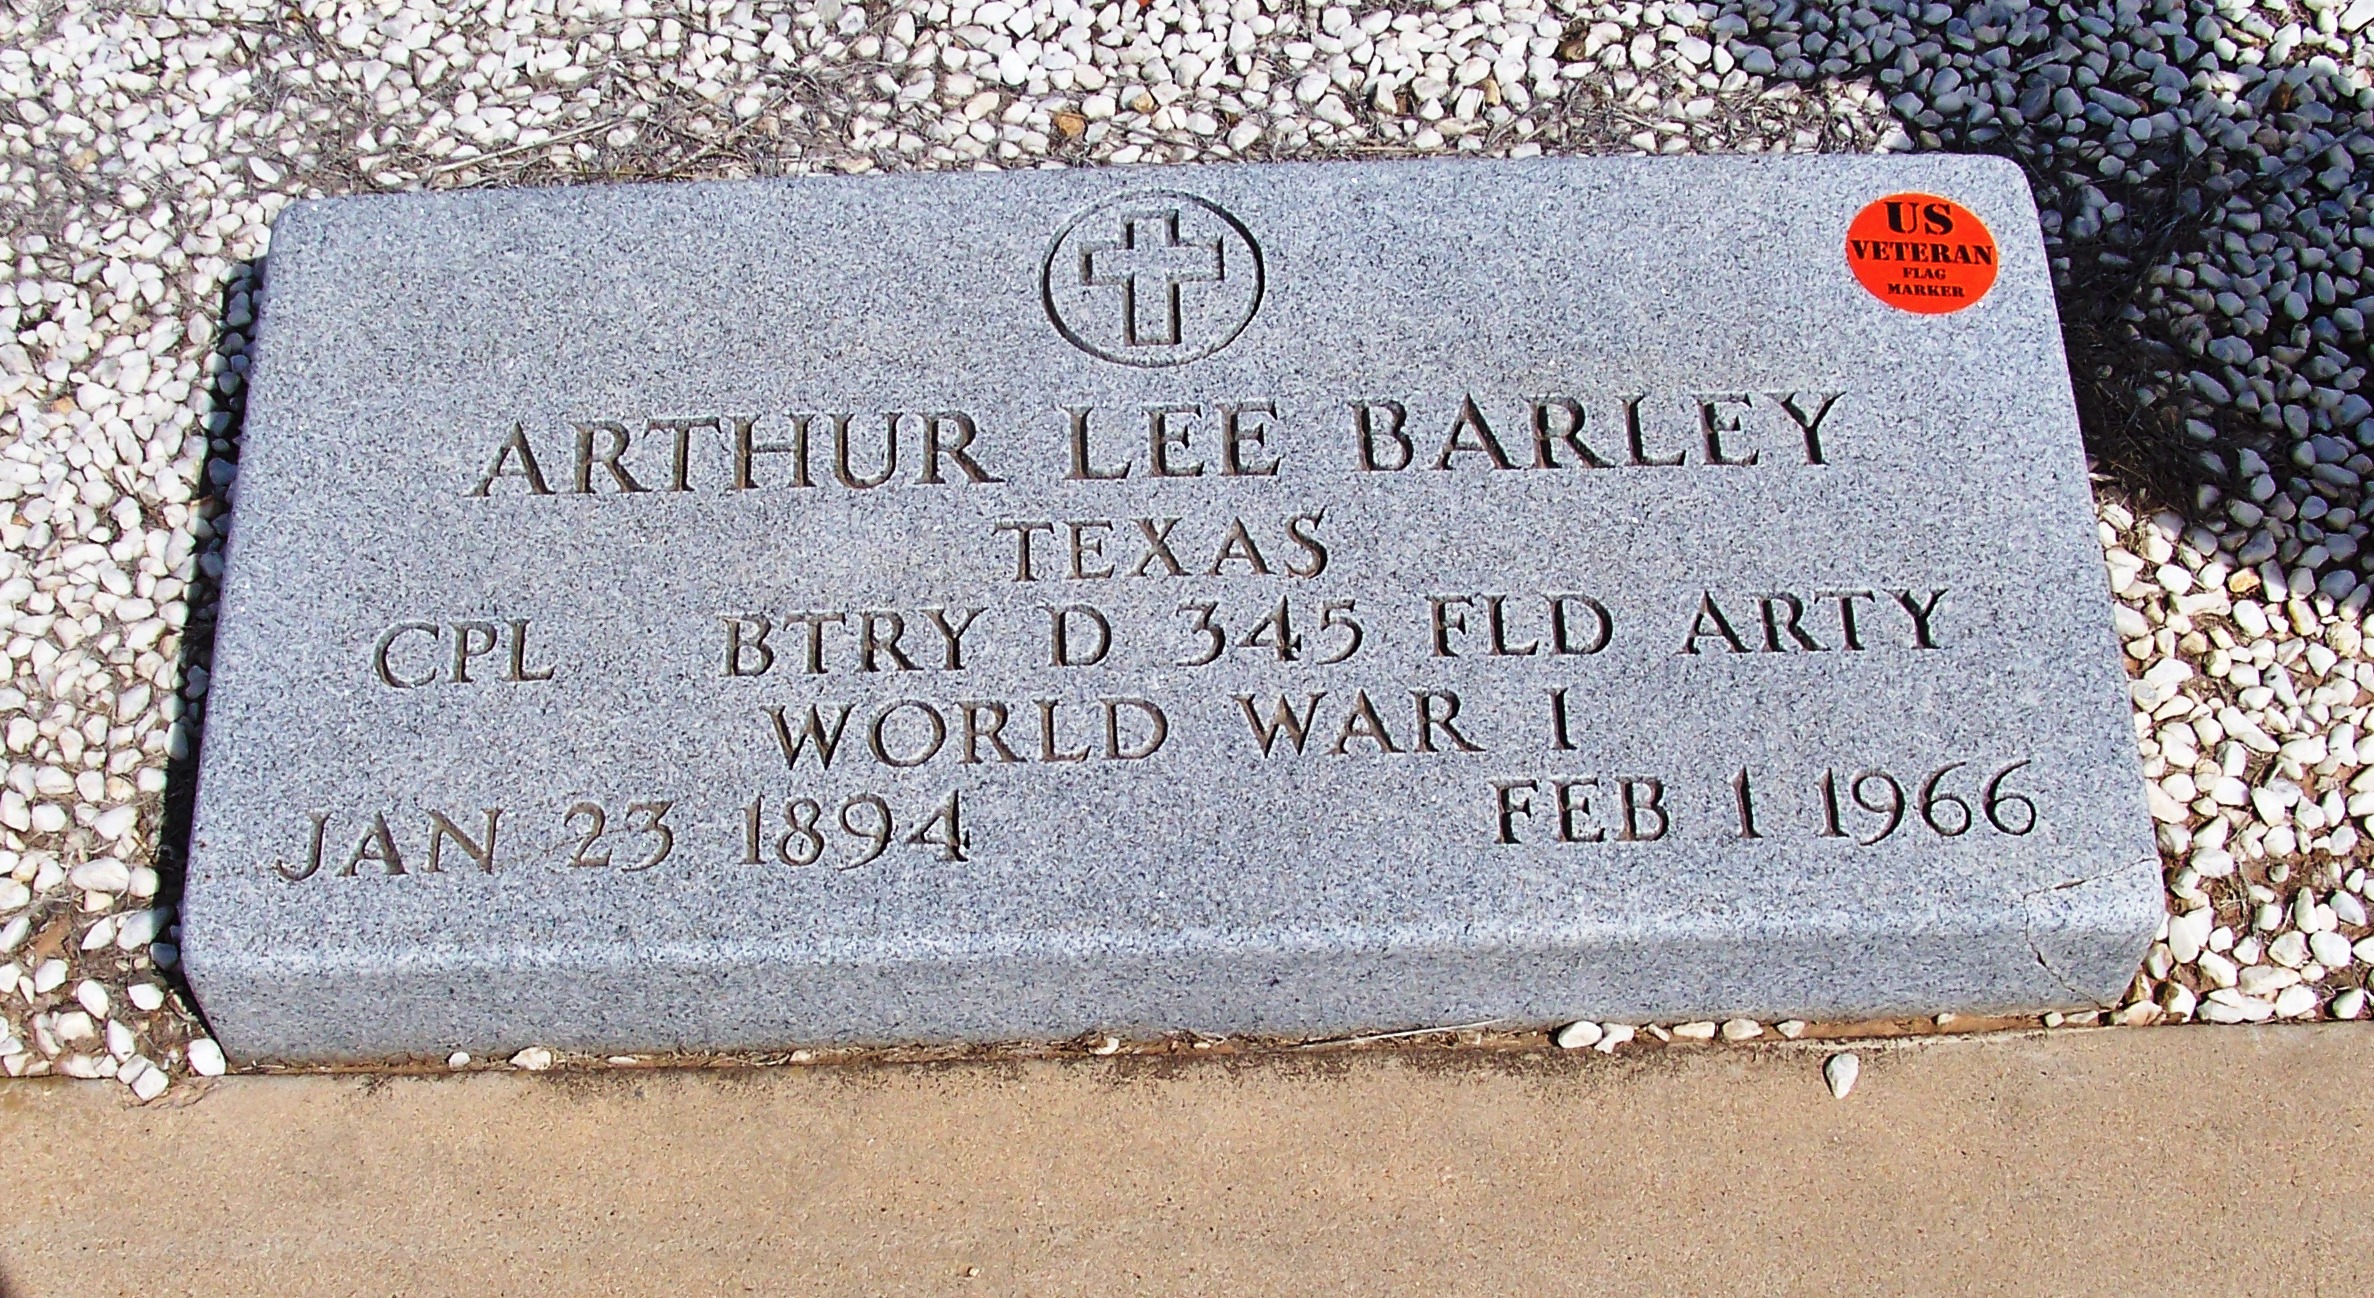 US
VETERAN
FLAG
MARKER
ARTHUR LEE BARLEY
TEXAS
CPL BTRY D 345 FLD ARTY
WORLD WAR I
JAN 23 1894 FEB 1 1966